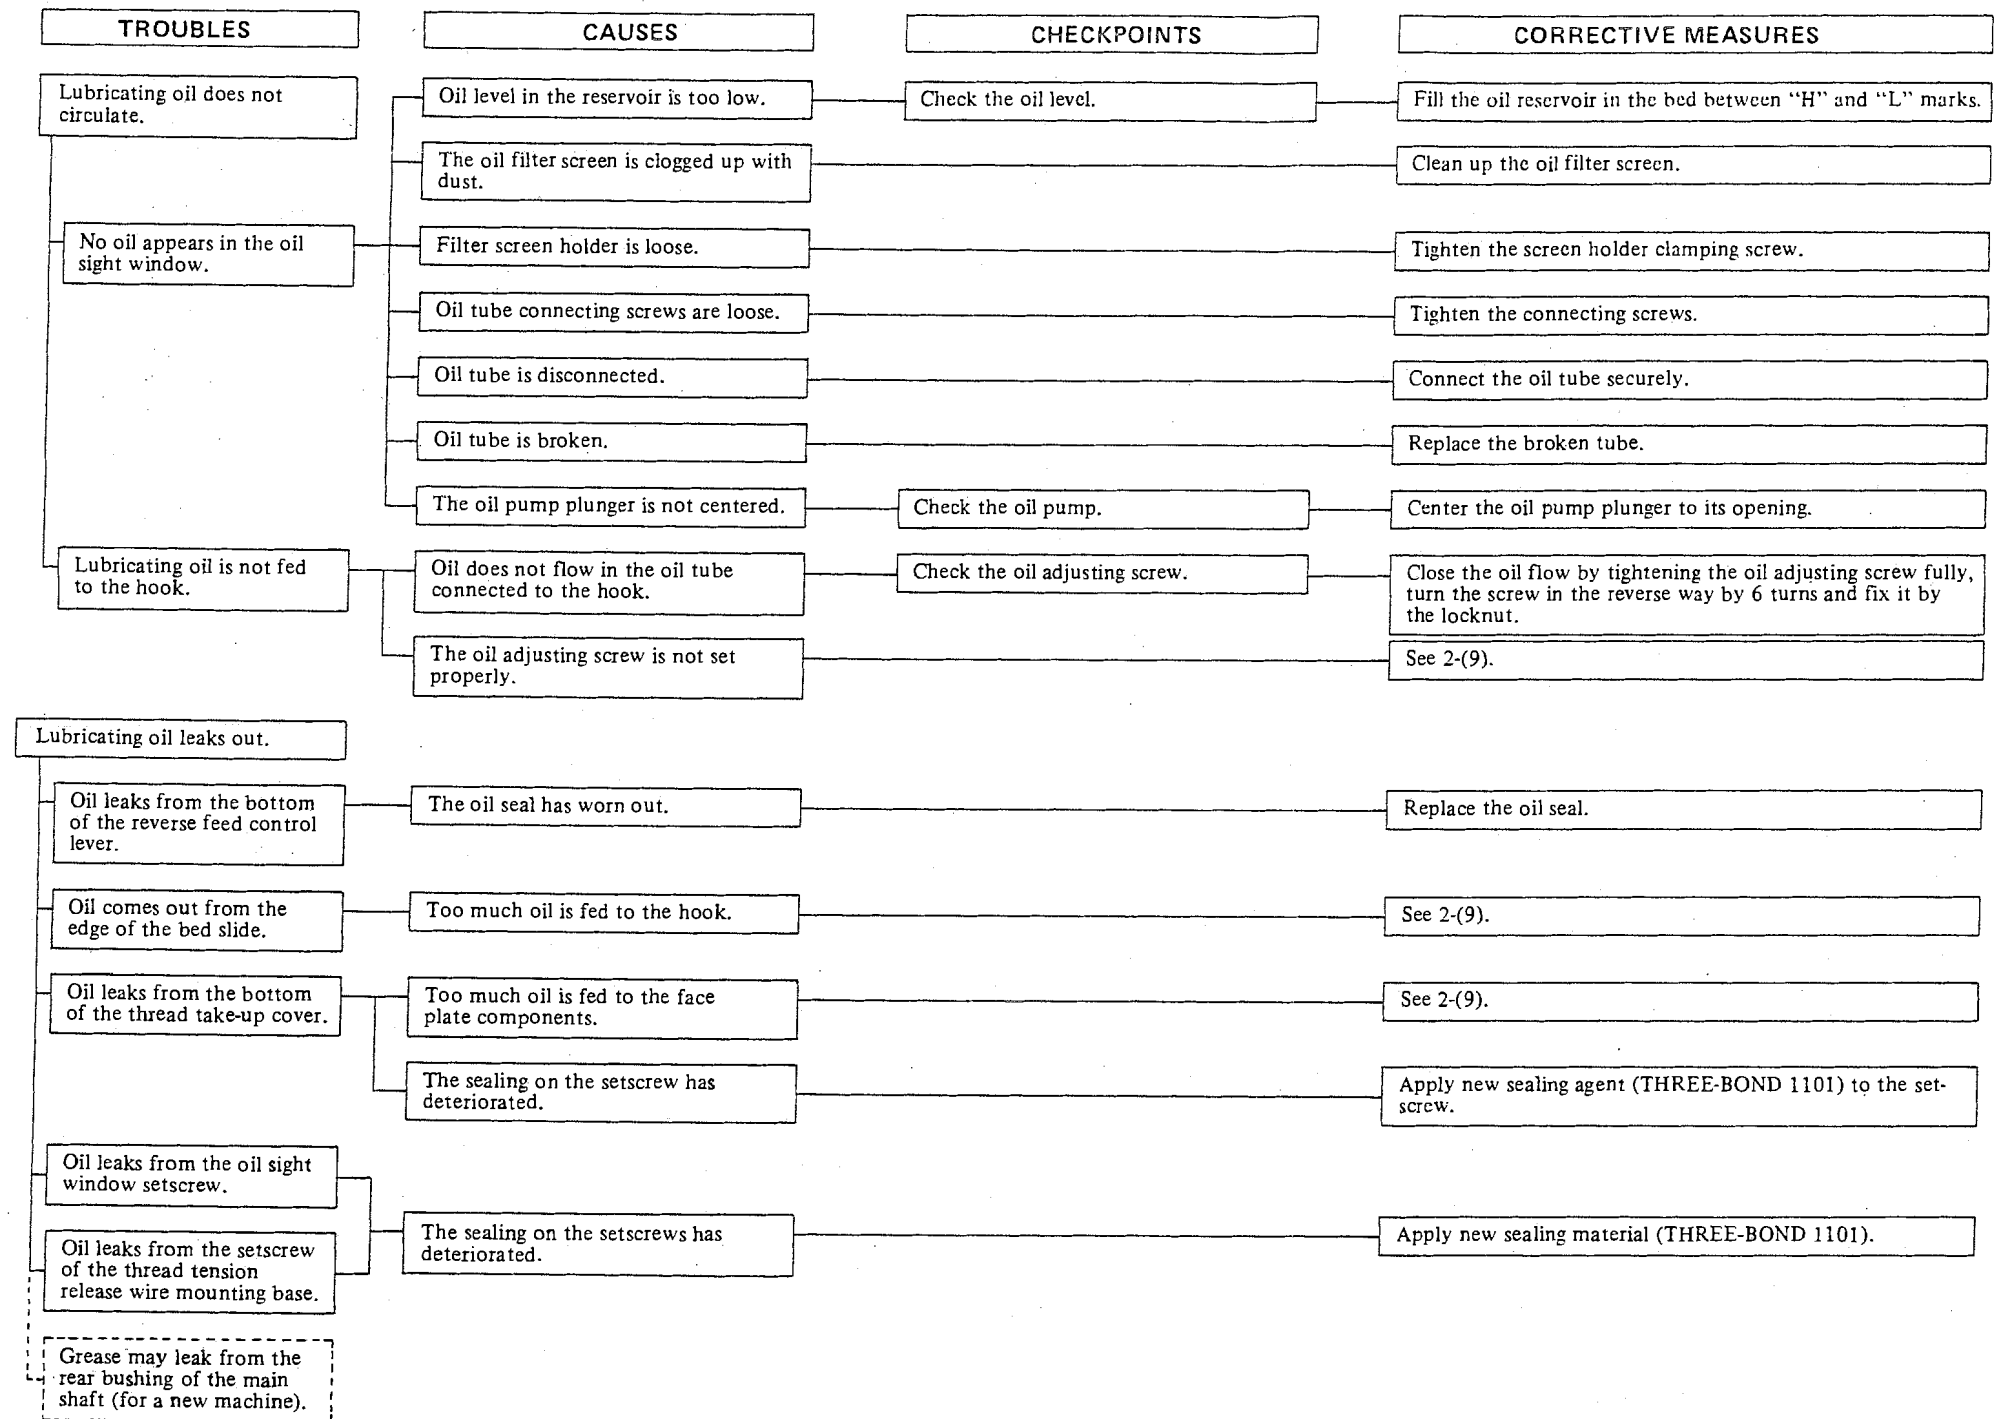 TROUBLES
CAUSES
CHECKPOINTS
CORRECTIVE MEASURES
Lubricating oil does not
circulate.
Oil level in the reservoir is too low.
Check the oil level.
Fill the oil reservoir in the bed between “H” and “L” marks.
The oil filter screen is clogged up with
dust.
Clean up the oil filter screen.
No oil appears in the oil
sight window.
Filter screen holder is loose.
Tighten the screen holder clamping screw.
Oil tube connecting screws are loose.
Tighten the connecting screws.
Oil tube is disconnected.
Connect the oil tube securely.
Oil tube is broken.
Replace the broken tube.
The oil pump plunger is not centered.
Check the oil pump.
Center the oil pump plunger to its opening.
Lubricating oil is not fed
to the hook.
Oil does not flow in the oil tube
connected to the hook.
Check the oil adjusting screw.
Close the oil flow by tightening the oil adjusting screw fully,
turn the screw in the reverse way by 6 turns and fix it by
the locknut.
The oil adjusting screw is not set
properly.
See 2-(9).
Lubricating oil leaks out.
Oil leaks from the bottom
of the reverse feed control
lever.
The oil seal has worn out.
Replace the oil seal.
Oil comes out from the
edge of the bed slide.
Too much oil is fed to the hook.
See 2-(9).
Oil leaks from the bottom
of the thread take-up cover.
Too much oil is fed to the face
plate components.
See 2-(9).
The sealing on the setscrew has
deteriorated.
Apply new sealing agent (THREE-BOND 1101) to the set-
screw.
Oil leaks from the oil sight
window setscrew.
Oil leaks from the setscrew
of the thread tension
release wire mounting base.
The sealing on the setscrews has
deteriorated.
Apply new sealing material (THREE-BOND 1101).
Grease may leak from the
rear bushing of the main
shaft (for a new machine).